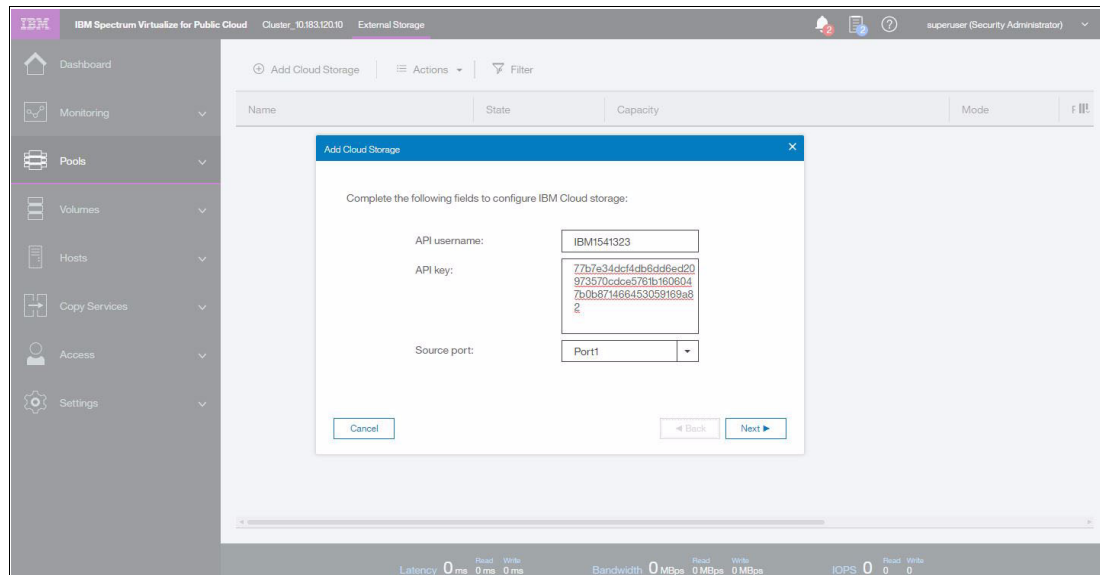 IBM IBM Spectrum Virtualize for Public Cloud Cluster_10.183.120.10 External Storage 2 2 ? superuser (Security Administrator)
Dashboard
Monitoring
Pools
Volumes
Hosts
Copy Services
Access
Settings
Add Cloud Storage Actions Filter
Name State Capacity Mode
Add Cloud Storage
Complete the following fields to configure IBM Cloud storage:
API username: IBM1541323
API key:
77b7e34dcf4db6dd6ed20
973570cdce5761b160604
7b0b871466453059169a8
2
Source port: Port1
Cancel Back Next
Latency 0 ms Read 0 ms Write 0 ms Bandwidth 0 MBps Read 0 MBps Write 0 MBps IOPS 0 Read 0 Write 0